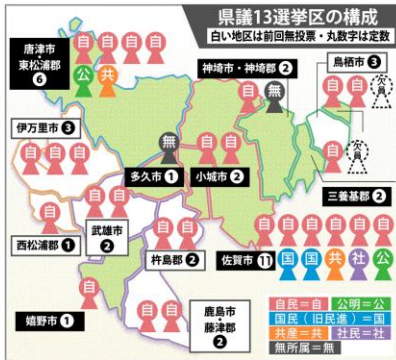 県議13選挙区の構成
白い地区は前回無投票・丸数字は定数
唐津市
東松浦郡
6
自 自 自 自
公 共
神埼市・神埼郡 2
自 無
鳥栖市 3
自 自 欠員
伊万里市 3
自 自 自
多久市 1
無
小城市 2
自 自
自 欠員
三養基郡 2
西松浦郡 1
自
武雄市
2
自 自
杵島郡 2
自 自
佐賀市 11
自 自 自 自 自 自
国 国 共 社 公
嬉野市 1
自
自 自
鹿島市・
藤津郡
2
自民=自 公明=公
国民(旧民進)=国
共産=共 社民=社
無所属=無